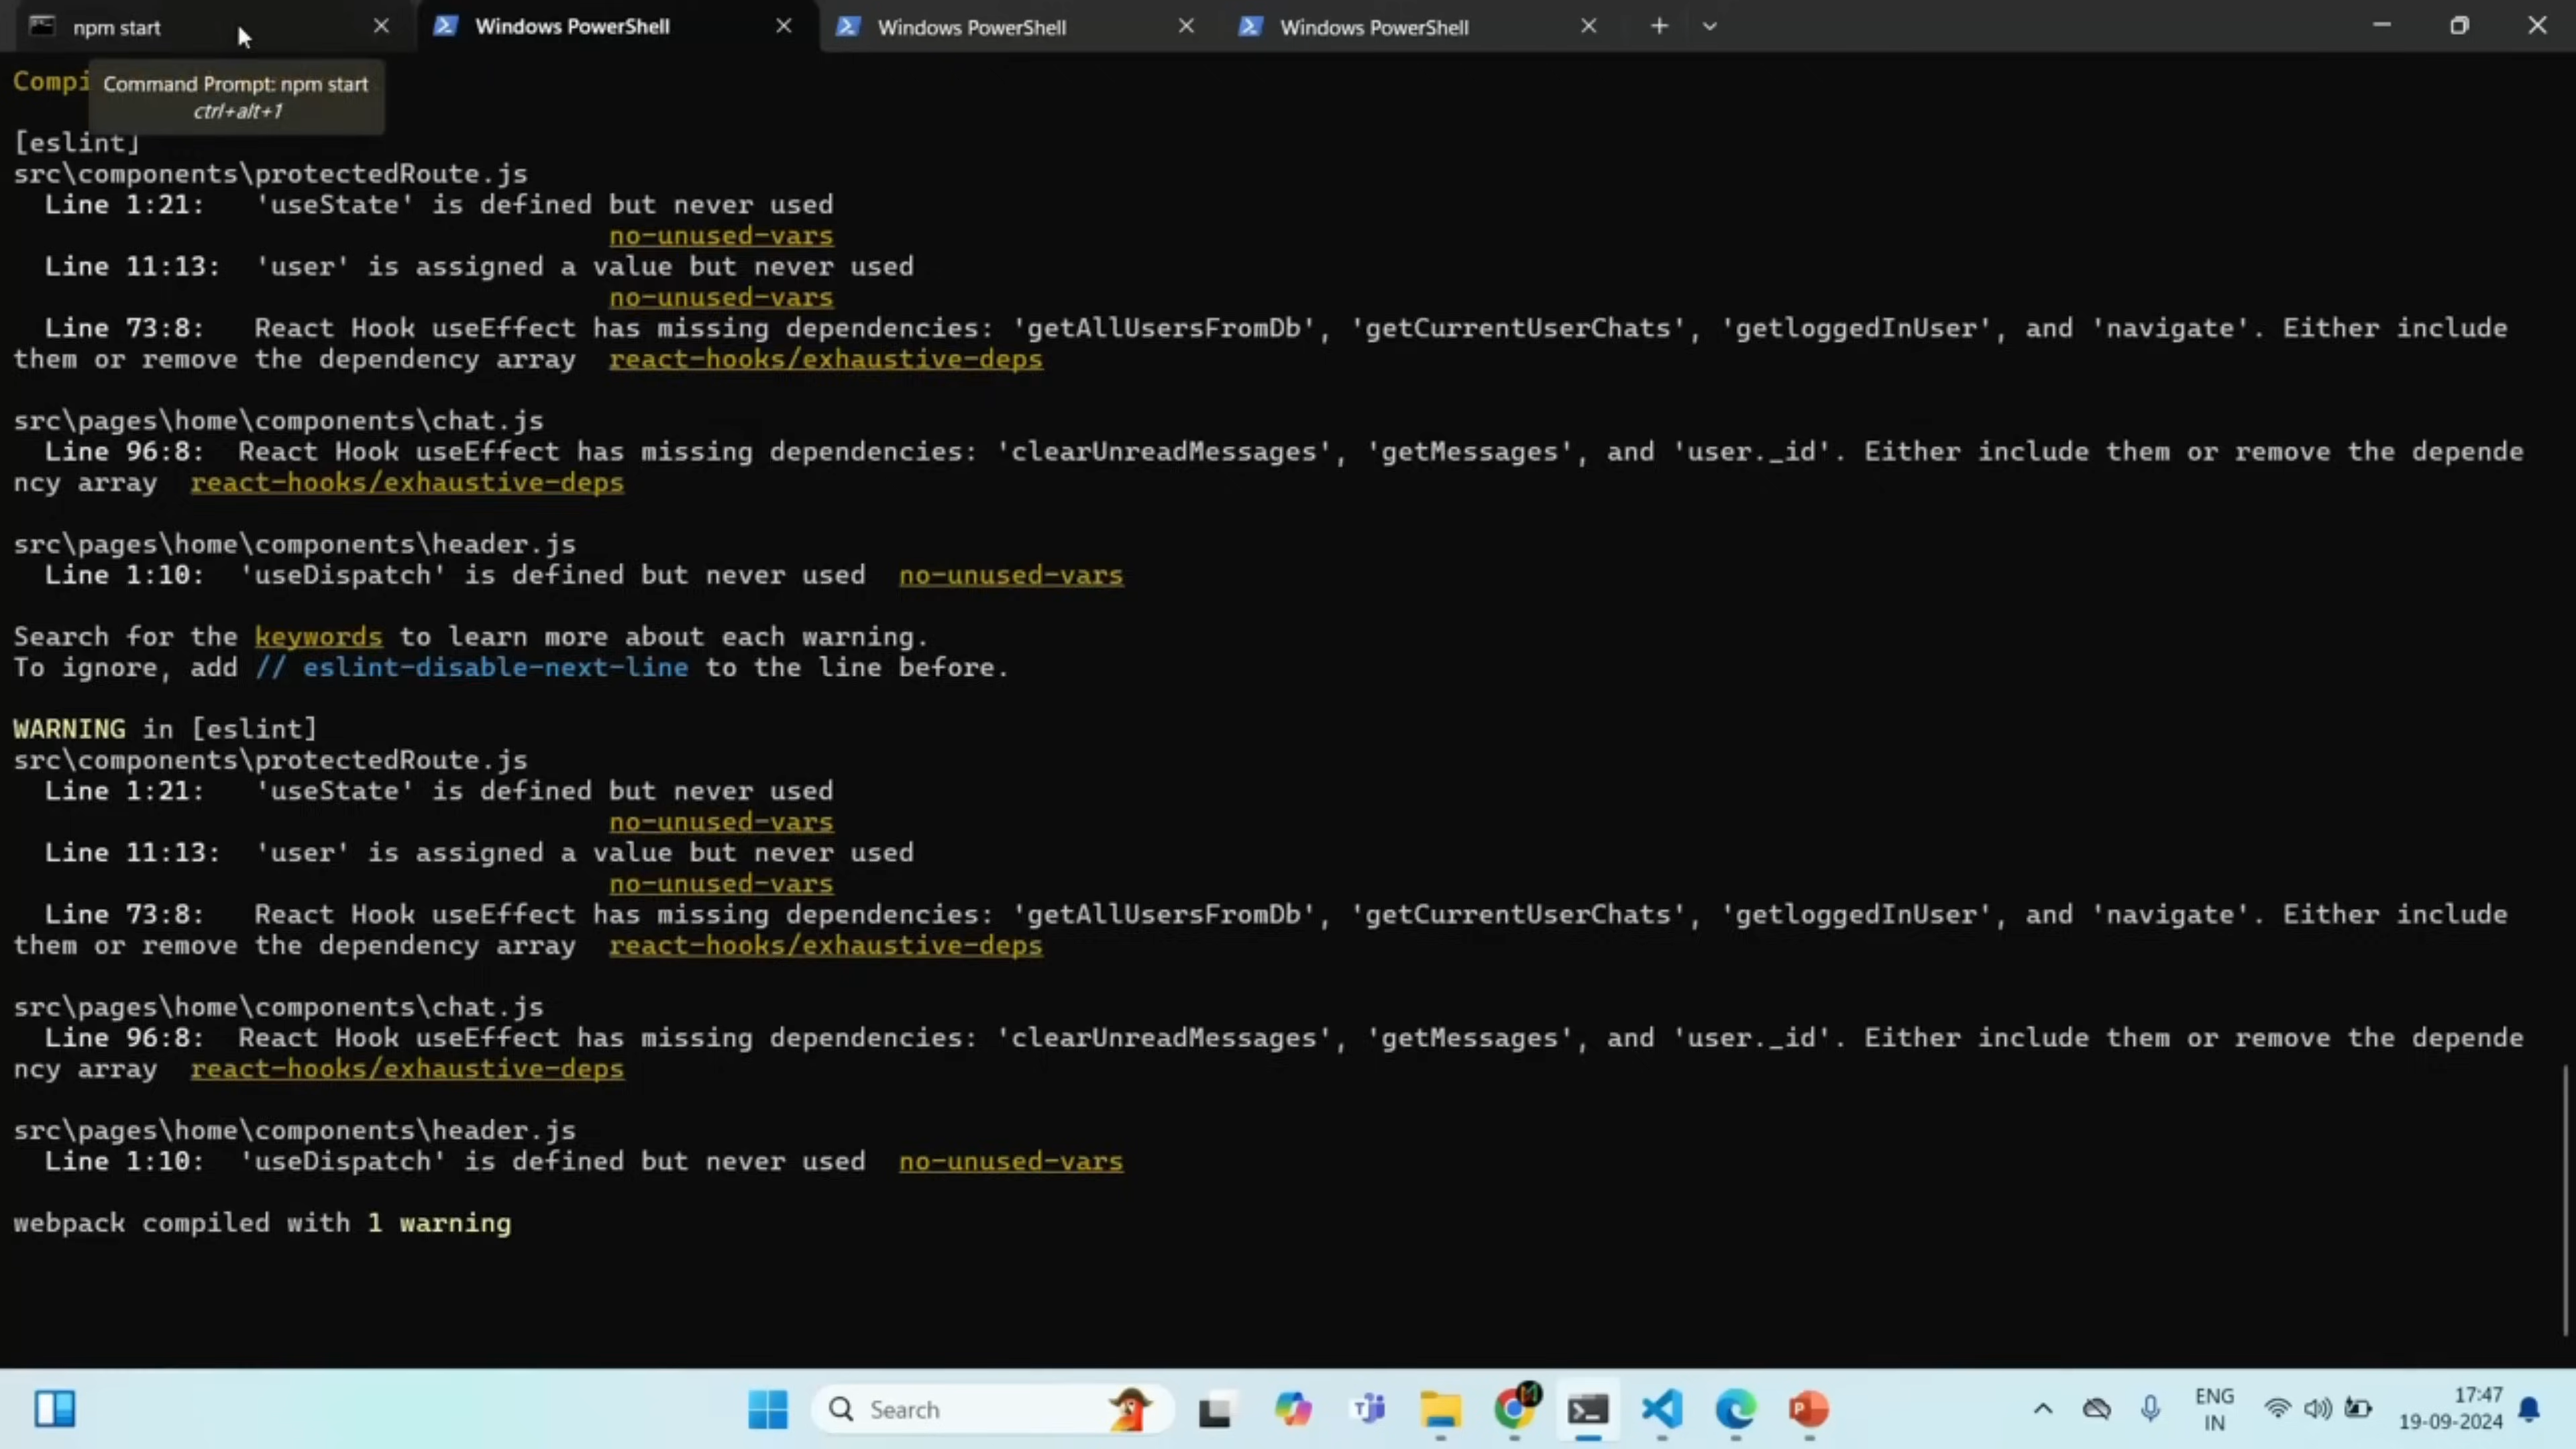 npm start
Windows PowerShell
Windows PowerShell
Windows PowerShell
Compi
Command Prompt: npm start
ctrl+alt+1
[eslint]
src\components\protectedRoute.js
Line 1:21: 'useState' is defined but never used
no-unused-vars
Line 11:13: 'user' is assigned a value but never used
no-unused-vars
Line 73:8: React Hook useEffect has missing dependencies: 'getAllUsersFromDb', 'getCurrentUserChats', 'getloggedInUser', and 'navigate'. Either include
them or remove the dependency array react-hooks/exhaustive-deps
src\pages\home\components\chat.js
Line 96:8: React Hook useEffect has missing dependencies: 'clearUnreadMessages', 'getMessages', and 'user._id'. Either include them or remove the depende
ncy array react-hooks/exhaustive-deps
src\pages\home\components\header.js
Line 1:10: 'useDispatch' is defined but never used no-unused-vars
Search for the keywords to learn more about each warning.
To ignore, add // eslint-disable-next-line to the line before.
WARNING in [eslint]
src\components\protectedRoute.js
Line 1:21: 'useState' is defined but never used
no-unused-vars
Line 11:13: 'user' is assigned a value but never used
no-unused-vars
Line 73:8: React Hook useEffect has missing dependencies: 'getAllUsersFromDb', 'getCurrentUserChats', 'getloggedInUser', and 'navigate'. Either include
them or remove the dependency array react-hooks/exhaustive-deps
src\pages\home\components\chat.js
Line 96:8: React Hook useEffect has missing dependencies: 'clearUnreadMessages', 'getMessages', and 'user._id'. Either include them or remove the depende
ncy array react-hooks/exhaustive-deps
src\pages\home\components\header.js
Line 1:10: 'useDispatch' is defined but never used no-unused-vars
webpack compiled with 1 warning
Search
ENG
IN
17:47
19-09-2024